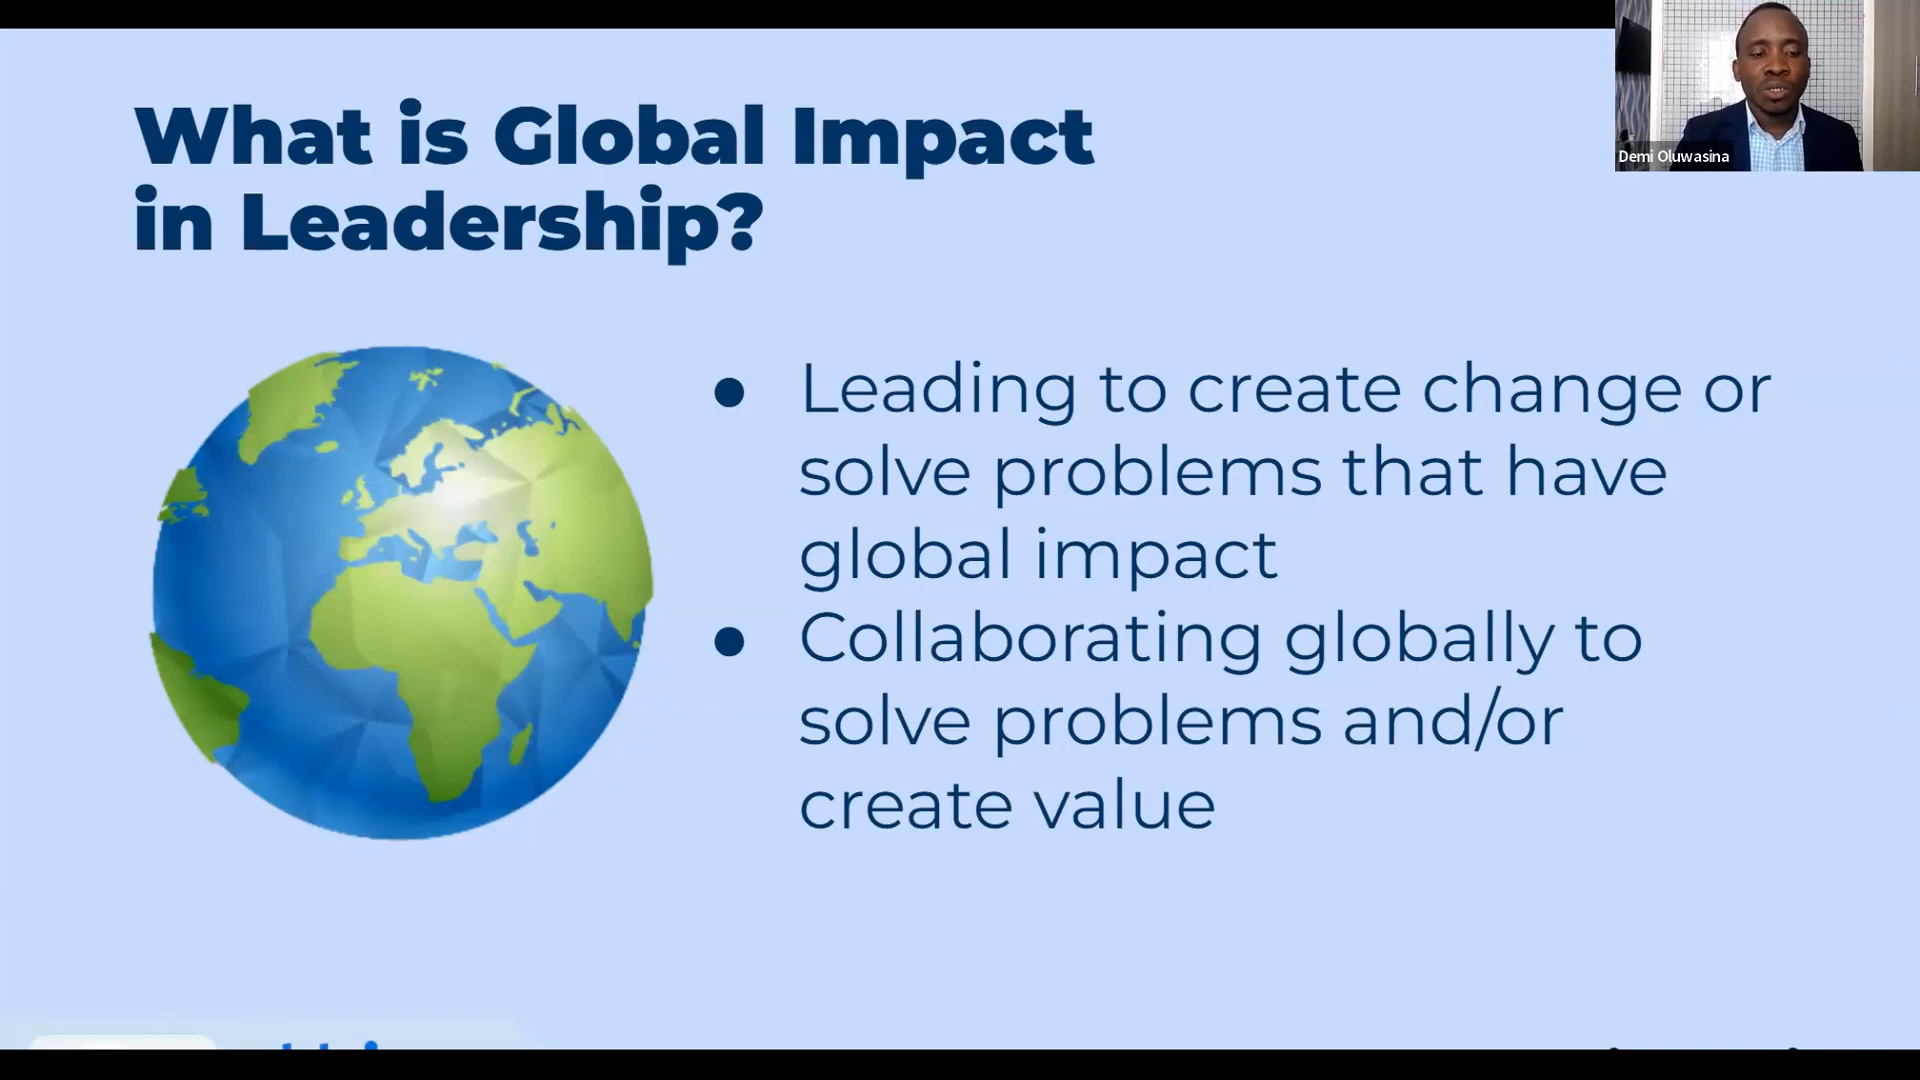 What is Global Impact
in Leadership?
Demi Oluwasina
● Leading to create change or
solve problems that have
global impact
● Collaborating globally to
solve problems and/or
create value